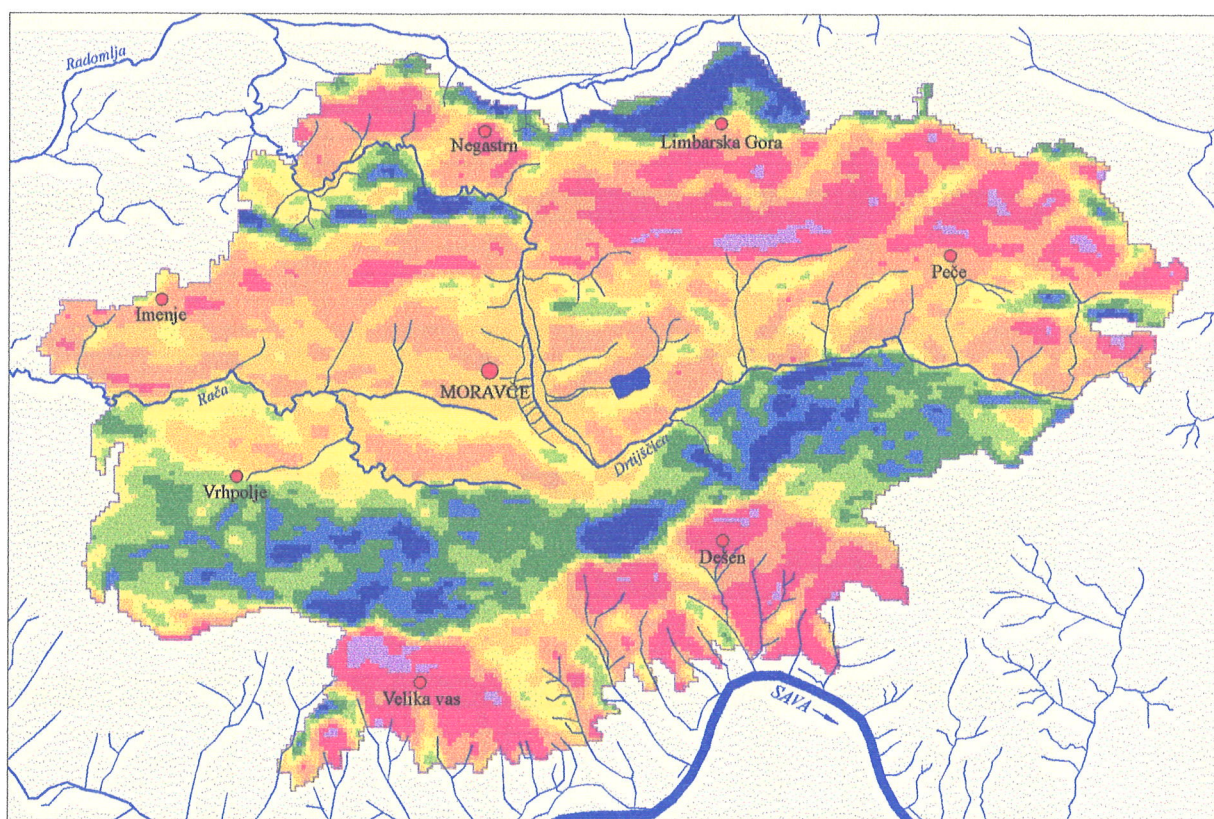 Radomlja
Negastrn
Limbarska Gora
Peče
Imenje
MORAVČE
Rača
Drtijščica
Vrhpolje
Dešen
Velika vas
SAVA